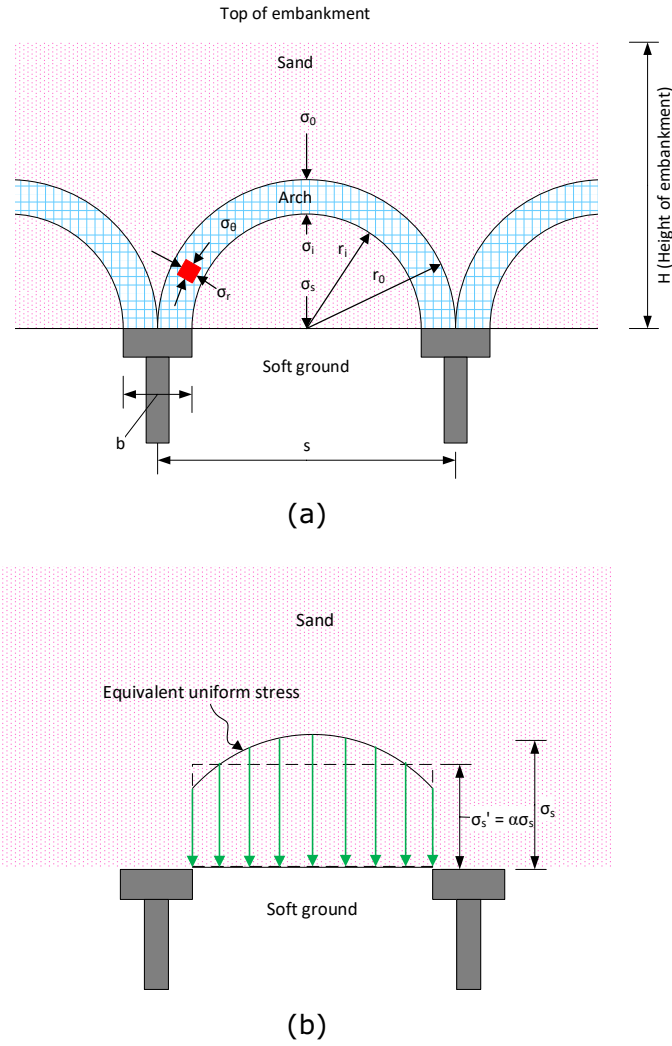 Top of embankment
Sand
σ₀
Arch
σθ
σᵢ
rᵢ
r₀
σᵣ
σₛ
H (Height of embankment)
Soft ground
b
s
(a)
Sand
Equivalent uniform stress
σₛ' = ασₛ
σₛ
Soft ground
(b)